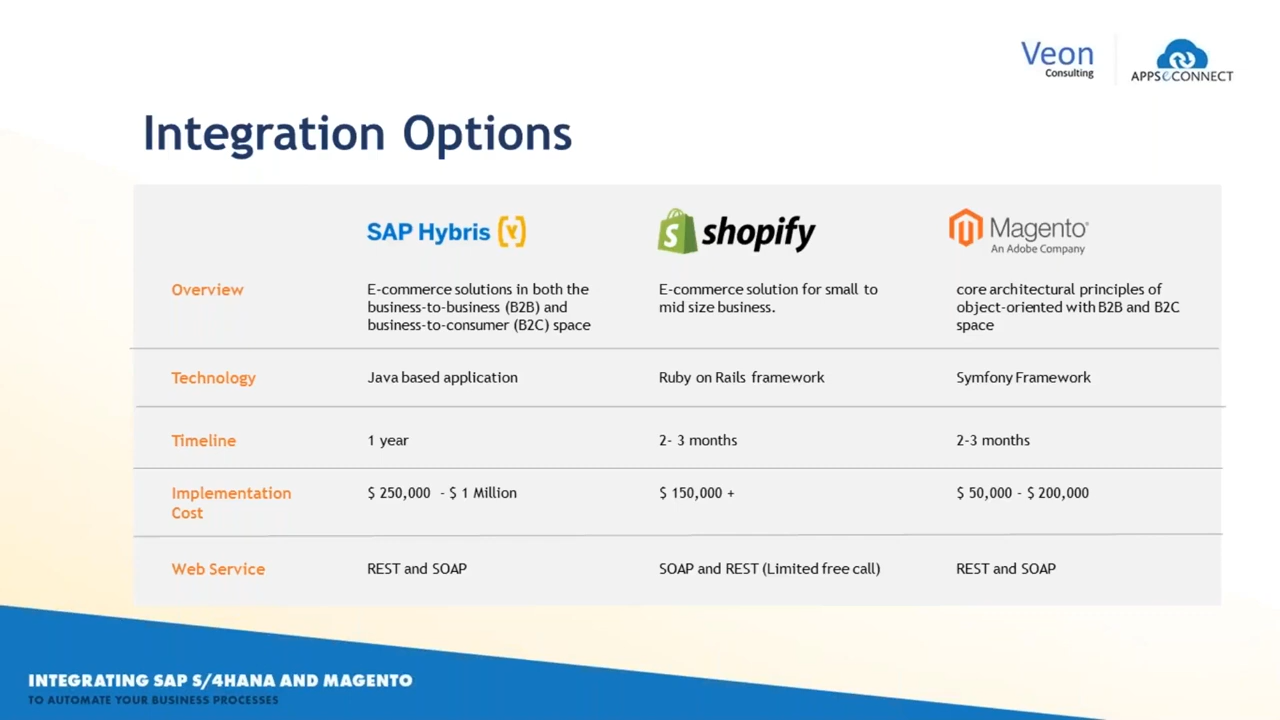 Veon
Consulting
APPSeCONNECT
Integration Options
SAP Hybris
shopify
Magento®
An Adobe Company
Overview
E-commerce solutions in both the
business-to-business (B2B) and
business-to-consumer (B2C) space
E-commerce solution for small to
mid size business.
core architectural principles of
object-oriented with B2B and B2C
space
Technology
Java based application
Ruby on Rails framework
Symfony Framework
Timeline
1 year
2- 3 months
2-3 months
Implementation
Cost
$ 250,000 - $ 1 Million
$ 150,000 +
$ 50,000 - $ 200,000
Web Service
REST and SOAP
SOAP and REST (Limited free call)
REST and SOAP
INTEGRATING SAP S/4HANA AND MAGENTO
TO AUTOMATE YOUR BUSINESS PROCESSES